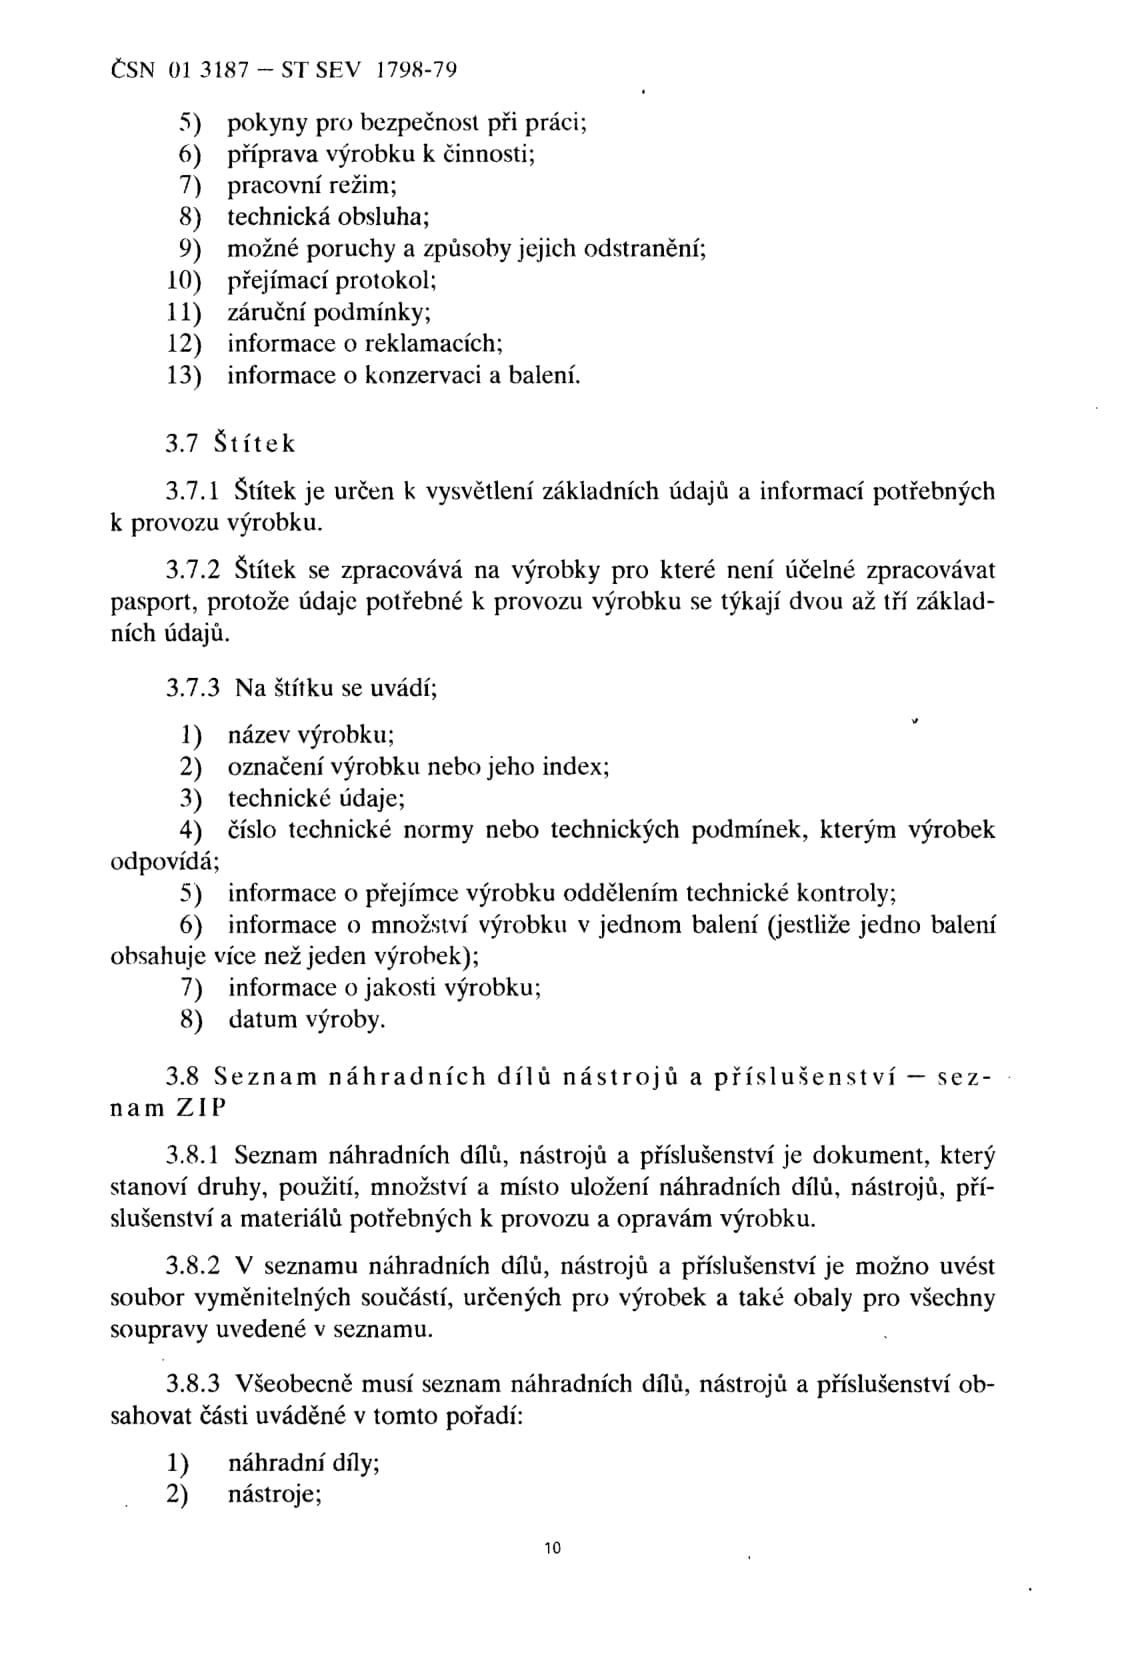 ČSN 01 3187 — ST SEV 1798-79
5) pokyny pro bezpečnost při práci;
6) příprava výrobku k činnosti;
7) pracovní režim;
8) technická obsluha;
9) možné poruchy a způsoby jejich odstranění;
10) přejímací protokol;
11) záruční podmínky;
12) informace o reklamacích;
13) informace o konzervaci a balení.
3.7 Štítek
3.7.1 Štítek je určen k vysvětlení základních údajů a informací potřebných
k provozu výrobku.
3.7.2 Štítek se zpracovává na výrobky pro které není účelné zpracovávat
pasport, protože údaje potřebné k provozu výrobku se týkají dvou až tří základ-
ních údajů.
3.7.3 Na štítku se uvádí;
1) název výrobku;
2) označení výrobku nebo jeho index;
3) technické údaje;
4) číslo technické normy nebo technických podmínek, kterým výrobek
odpovídá;
5) informace o přejímce výrobku oddělením technické kontroly;
6) informace o množství výrobku v jednom balení (jestliže jedno balení
obsahuje více než jeden výrobek);
7) informace o jakosti výrobku;
8) datum výroby.
3.8 Seznam náhradních dílů nástrojů a příslušenství — sez-
nam ZIP
3.8.1 Seznam náhradních dílů, nástrojů a příslušenství je dokument, který
stanoví druhy, použití, množství a místo uložení náhradních dílů, nástrojů, pří-
slušenství a materiálů potřebných k provozu a opravám výrobku.
3.8.2 V seznamu náhradních dílů, nástrojů a příslušenství je možno uvést
soubor vyměnitelných součástí, určených pro výrobek a také obaly pro všechny
soupravy uvedené v seznamu.
3.8.3 Všeobecně musí seznam náhradních dílů, nástrojů a příslušenství ob-
sahovat části uváděné v tomto pořadí:
1) náhradní díly;
2) nástroje;
10